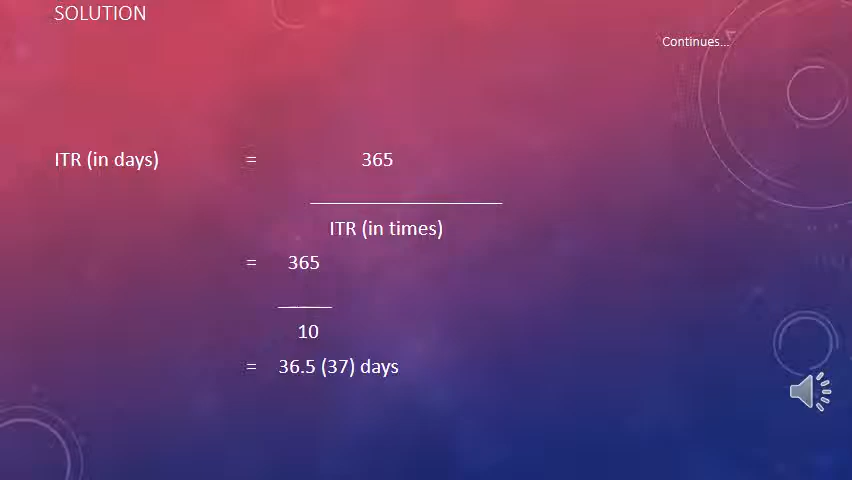 SOLUTION
Continues...
ITR (in days) = 365
ITR (in times)
= 365
10
= 36.5 (37) days